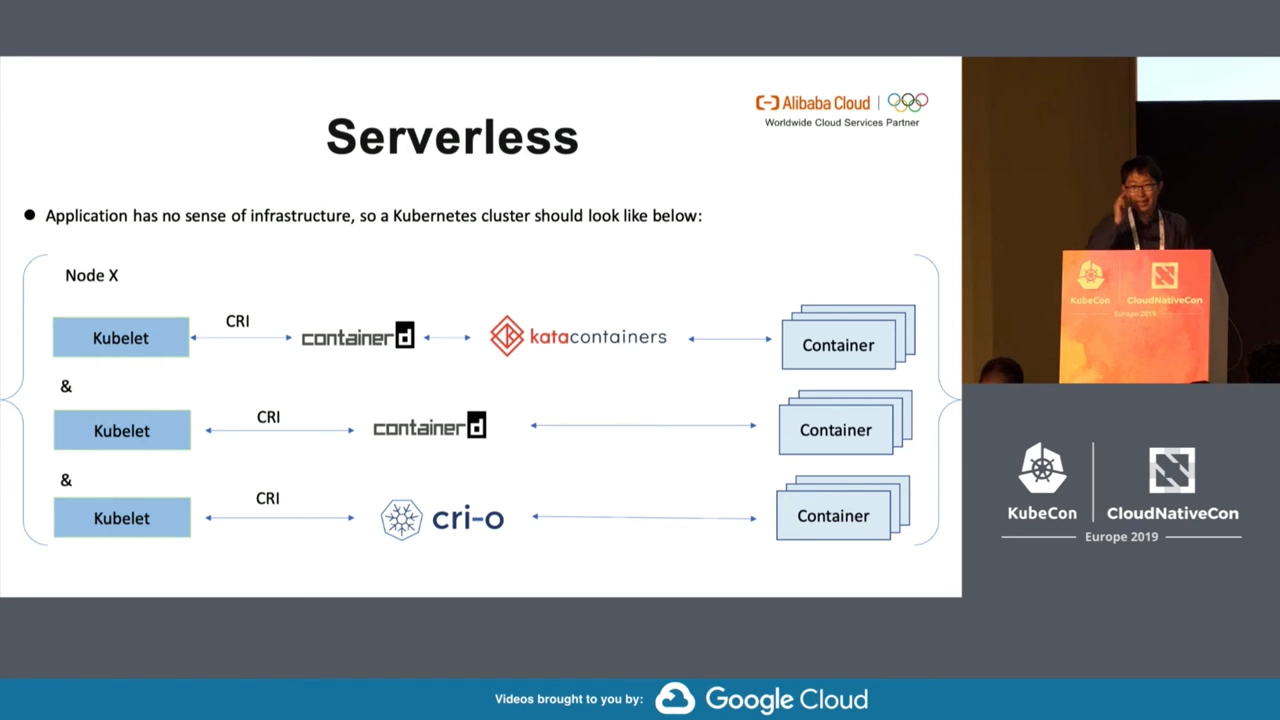 Alibaba Cloud
Worldwide Cloud Services Partner
Serverless
Application has no sense of infrastructure, so a Kubernetes cluster should look like below:
Node X
Kubelet
CRI
containerd
katacontainers
Container
&
Kubelet
CRI
containerd
Container
&
Kubelet
CRI
cri-o
Container
KubeCon
CloudNativeCon
Europe 2019
KubeCon
CloudNativeCon
Europe 2019
Videos brought to you by:
Google Cloud